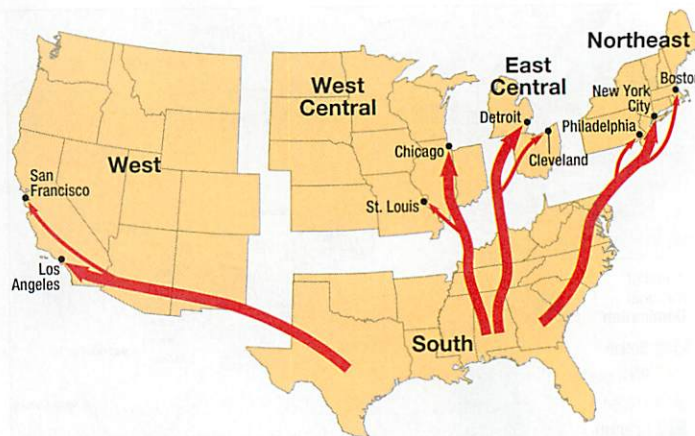 Northeast
East
Central
West
Central
Boston
New York
City
Detroit
Philadelphia
Chicago
Cleveland
West
San
Francisco
St. Louis
Los
Angeles
South